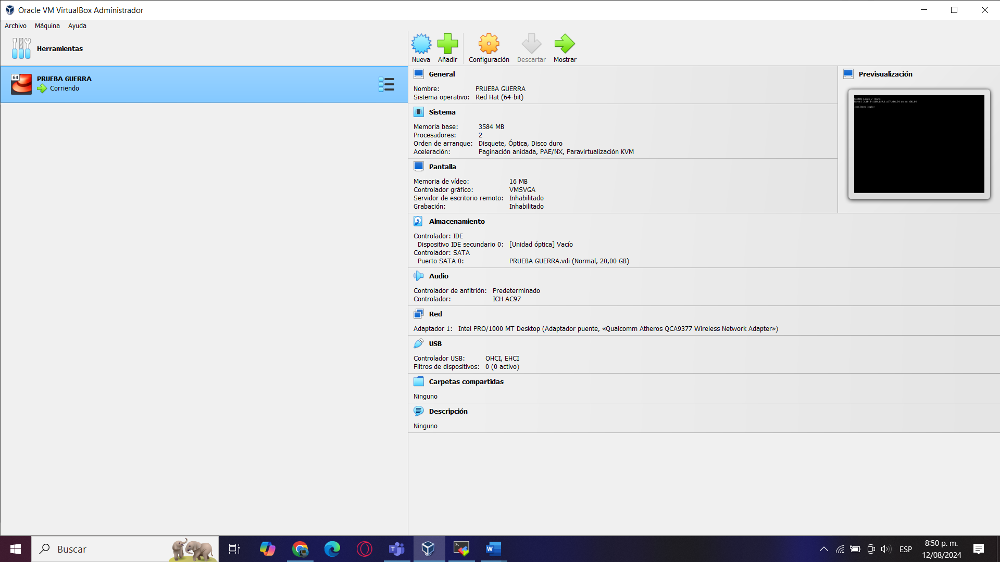 Oracle VM VirtualBox Administrador
Archivo Máquina Ayuda
Herramientas
Nueva Añadir Configuración Descartar Mostrar
64
PRUEBA GUERRA
Corriendo
General
Nombre: PRUEBA GUERRA
Sistema operativo: Red Hat (64-bit)
Sistema
Memoria base: 3584 MB
Procesadores: 2
Orden de arranque: Disquete, Óptica, Disco duro
Aceleración: Paginación anidada, PAE/NX, Paravirtualización KVM
Pantalla
Memoria de vídeo: 16 MB
Controlador gráfico: VMSVGA
Servidor de escritorio remoto: Inhabilitado
Grabación: Inhabilitado
Previsualización
CentOS Linux 7 (Core)
localhost login:
Almacenamiento
Controlador: IDE
Dispositivo IDE secundario 0: [Unidad óptica] Vacío
Controlador: SATA
Puerto SATA 0: PRUEBA GUERRA.vdi (Normal, 20,00 GB)
Audio
Controlador de anfitrión: Predeterminado
Controlador: ICH AC97
Red
Adaptador 1: Intel PRO/1000 MT Desktop (Adaptador puente, «Qualcomm Atheros QCA9377 Wireless Network Adapter»)
USB
Controlador USB: OHCI, EHCI
Filtros de dispositivos: 0 (0 activo)
Carpetas compartidas
Ninguno
Descripción
Ninguno
Buscar
ESP
8:50 p. m.
12/08/2024